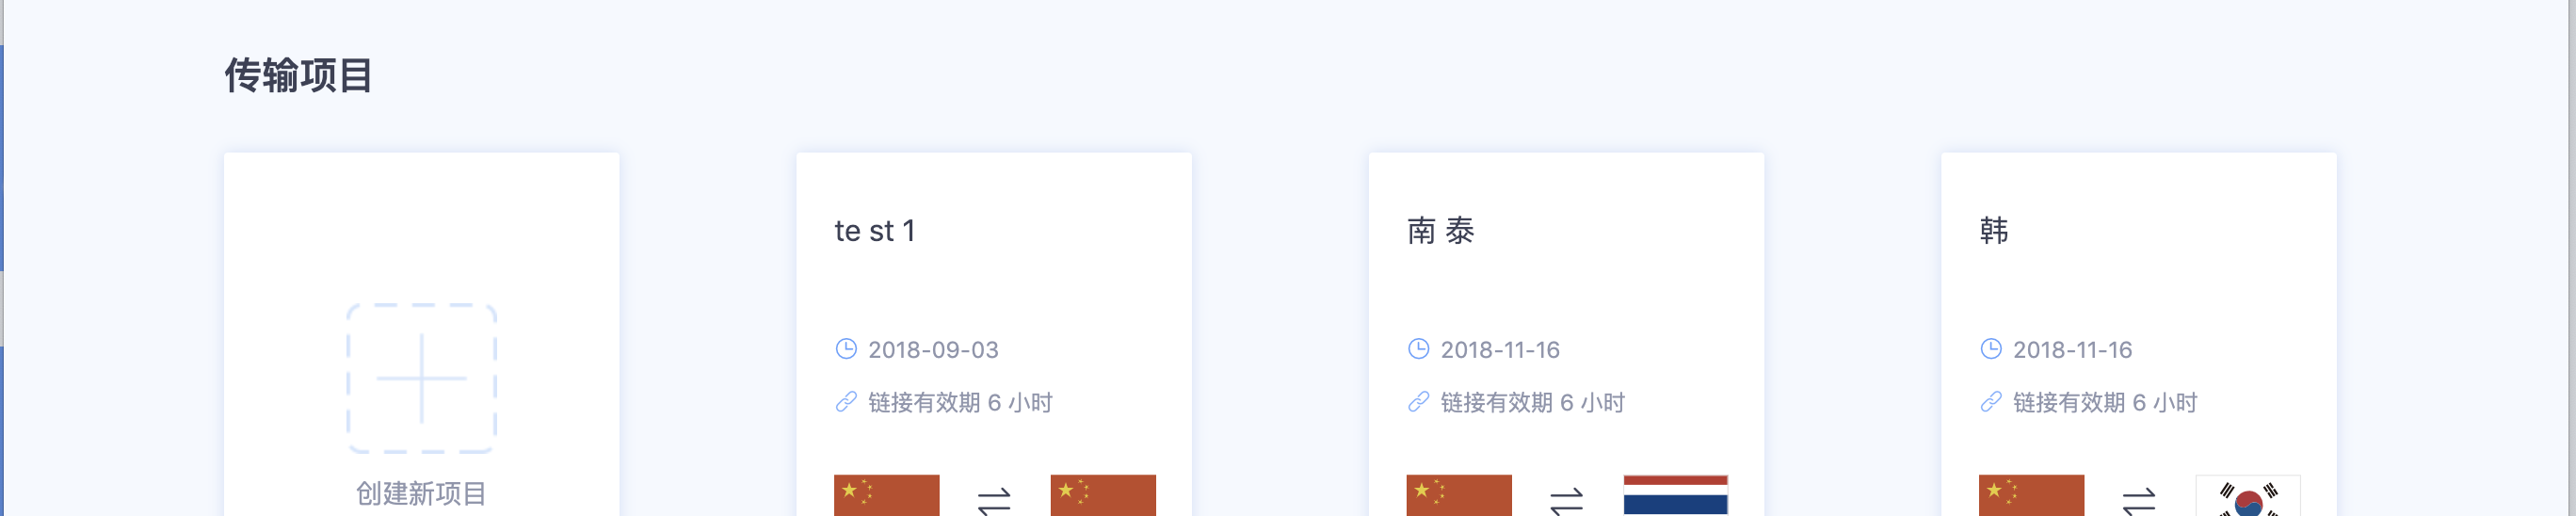 传输项目
创建新项目
te st 1
2018-09-03
链接有效期 6 小时
南 泰
2018-11-16
链接有效期 6 小时
韩
2018-11-16
链接有效期 6 小时